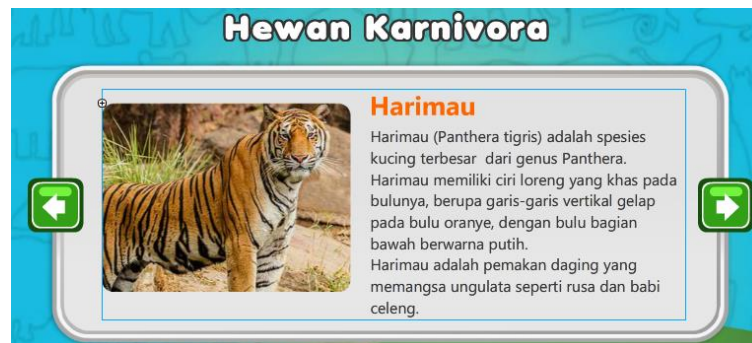 Hewan Karnivora
Harimau
Harimau (Panthera tigris) adalah spesies
kucing terbesar dari genus Panthera.
Harimau memiliki ciri loreng yang khas pada
bulunya, berupa garis-garis vertikal gelap
pada bulu oranye, dengan bulu bagian
bawah berwarna putih.
Harimau adalah pemakan daging yang
memangsa ungulata seperti rusa dan babi
celeng.